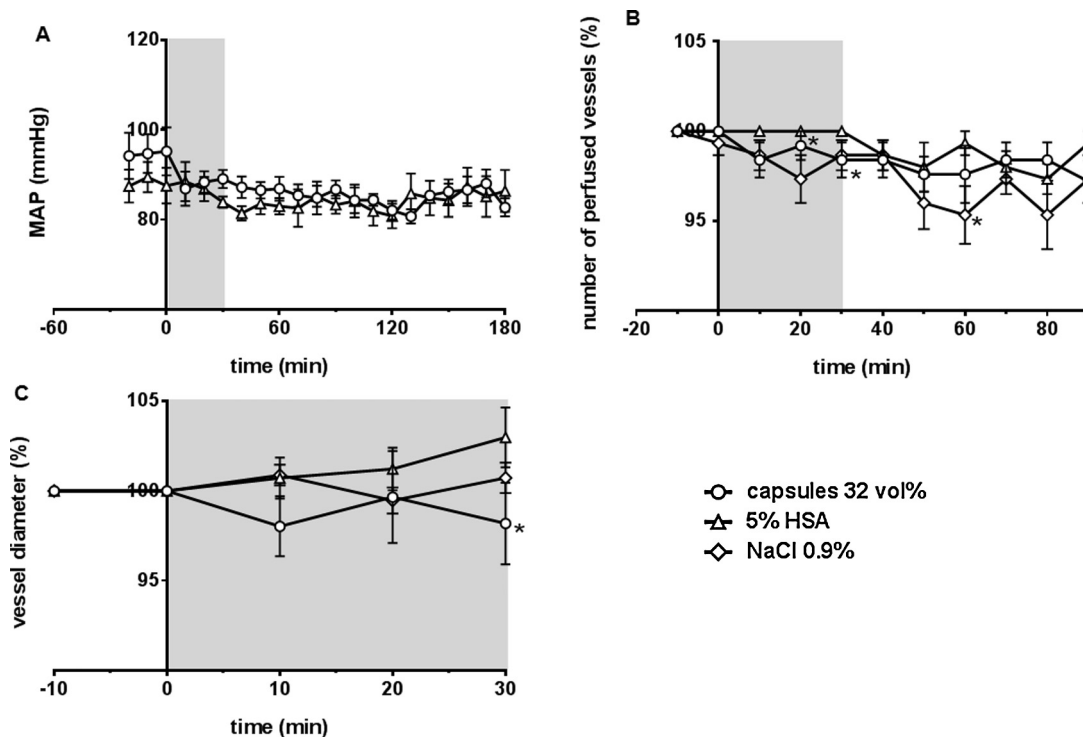 A
120
100
80
MAP (mmHg)
-60
0
60
120
180
time (min)
B
105
100
95
number of perfused vessels (%)
*
*
*
-20
0
20
40
60
80
time (min)
C
105
100
95
vessel diameter (%)
*
-10
0
10
20
30
time (min)
capsules 32 vol%
5% HSA
NaCl 0.9%